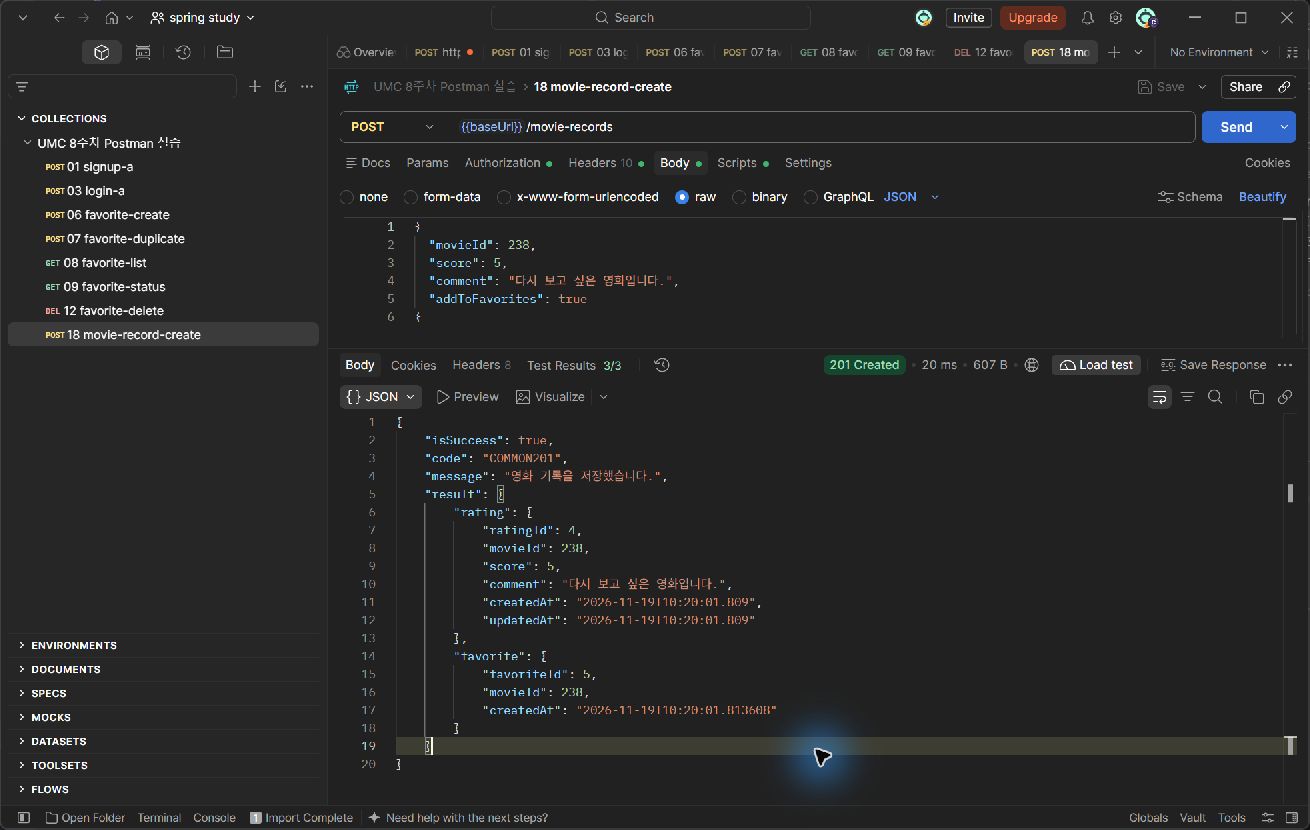 spring study
Search
Invite
Upgrade
Overvie
POST http
POST 01 sig
POST 03 log
POST 06 fav
POST 07 fav
GET 08 favo
GET 09 favo
DEL 12 favo
POST 18 mo
No Environment
UMC 8주차 Postman 실습 > 18 movie-record-create
Save
Share
COLLECTIONS
UMC 8주차 Postman 실습
POST 01 signup-a
POST 03 login-a
POST 06 favorite-create
POST 07 favorite-duplicate
GET 08 favorite-list
GET 09 favorite-status
DEL 12 favorite-delete
POST 18 movie-record-create
ENVIRONMENTS
DOCUMENTS
SPECS
MOCKS
DATASETS
TOOLSETS
FLOWS
POST {{baseUrl}} /movie-records
Send
Docs Params Authorization Headers 10 Body Scripts Settings Cookies
none form-data x-www-form-urlencoded raw binary GraphQL JSON Schema Beautify
1 {
2 "movieId": 238,
3 "score": 5,
4 "comment": "다시 보고 싶은 영화입니다.",
5 "addToFavorites": true
6 }
Body Cookies Headers 8 Test Results 3/3 201 Created • 20 ms • 607 B Load test Save Response
{} JSON Preview Visualize
1 {
2 "isSuccess": true,
3 "code": "COMMON201",
4 "message": "영화 기록을 저장했습니다.",
5 "result": {
6 "rating": {
7 "ratingId": 4,
8 "movieId": 238,
9 "score": 5,
10 "comment": "다시 보고 싶은 영화입니다.",
11 "createdAt": "2026-11-19T10:20:01.809",
12 "updatedAt": "2026-11-19T10:20:01.809"
13 },
14 "favorite": {
15 "favoriteId": 5,
16 "movieId": 238,
17 "createdAt": "2026-11-19T10:20:01.813608"
18 }
19 }
20 }
Open Folder Terminal Console 1 Import Complete Need help with the next steps? Globals Vault Tools